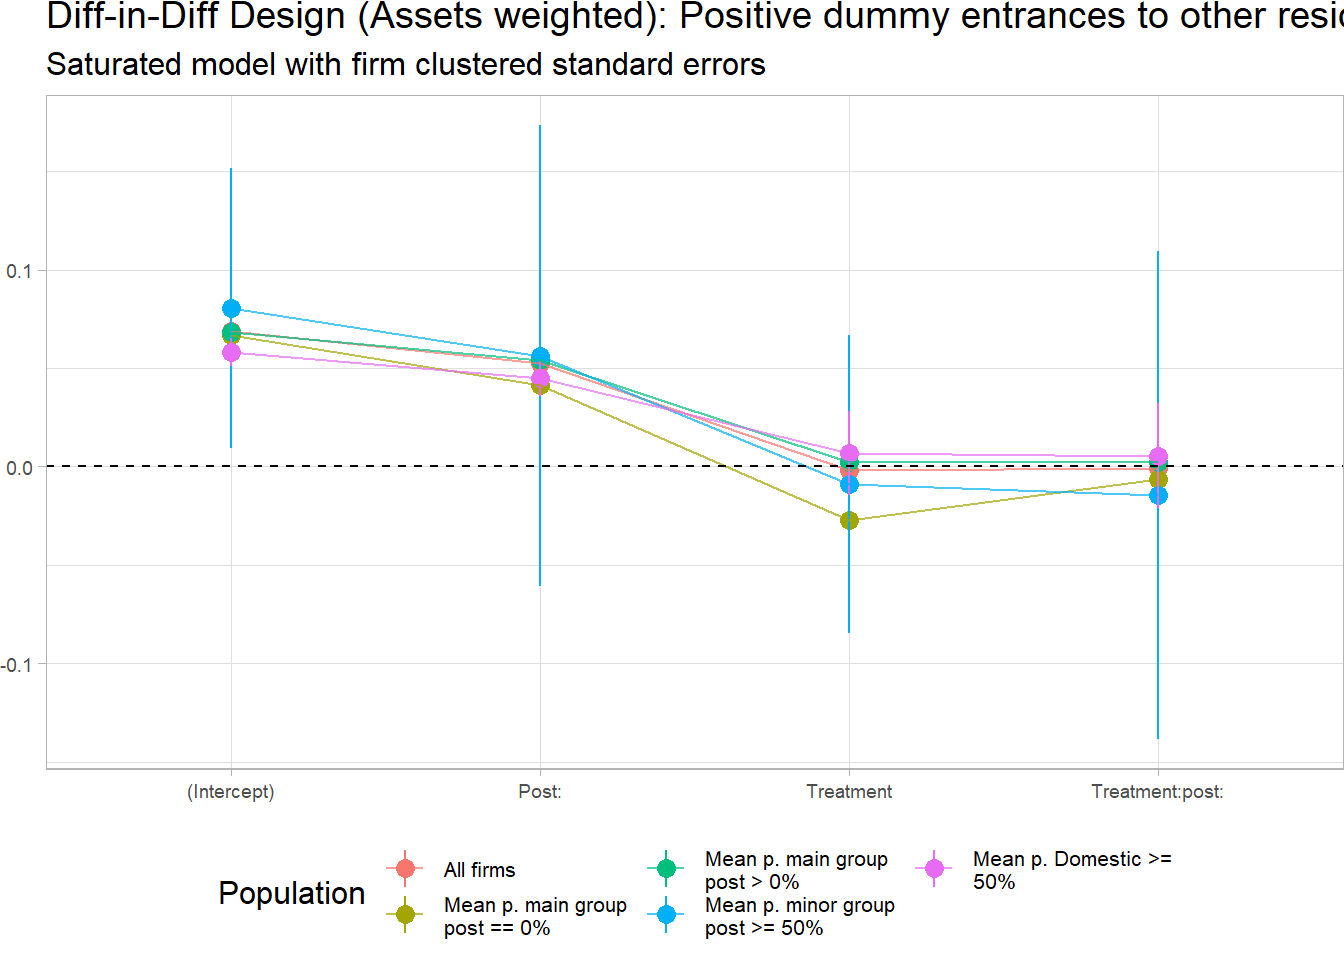 Diff-in-Diff Design (Assets weighted): Positive dummy entrances to other
Saturated model with firm clustered standard errors
0.1
0.0
-0.1
(Intercept)
Post:
Treatment
Treatment:post:
Population
All firms
Mean p. main group
post == 0%
Mean p. main group
post > 0%
Mean p. minor group
post >= 50%
Mean p. Domestic >=
50%